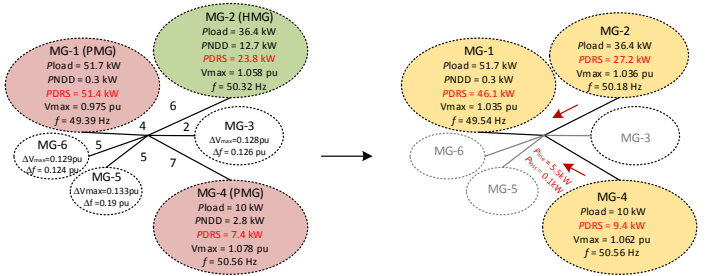 MG-1 (PMG)
Pload = 51.7 kW
PNDD = 0.3 kW
PDRS = 51.4 kW
Vmax = 0.975 pu
f = 49.39 Hz
MG-2 (HMG)
Pload = 36.4 kW
PNDD = 12.7 kW
PDRS = 23.8 kW
Vmax = 1.058 pu
f = 50.32 Hz
6
4
2
5
5
7
MG-3
ΔVmax=0.128pu
Δf = 0.126 pu
MG-6
ΔVmax=0.129pu
Δf = 0.124 pu
MG-5
ΔVmax=0.133pu
Δf = 0.19 pu
MG-4 (PMG)
Pload = 10 kW
PNDD = 2.8 kW
PDRS = 7.4 kW
Vmax = 1.078 pu
f = 50.56 Hz
MG-1
Pload = 51.7 kW
PNDD = 0.3 kW
PDRS = 46.1 kW
Vmax = 1.035 pu
f = 49.54 Hz
MG-2
Pload = 36.4 kW
PDRS = 27.2 kW
Vmax = 1.036 pu
f = 50.18 Hz
MG-3
MG-6
MG-5
Pline = 5.5kW
Ploss = 0.1kW
MG-4
Pload = 10 kW
PDRS = 9.4 kW
Vmax = 1.062 pu
f = 50.56 Hz